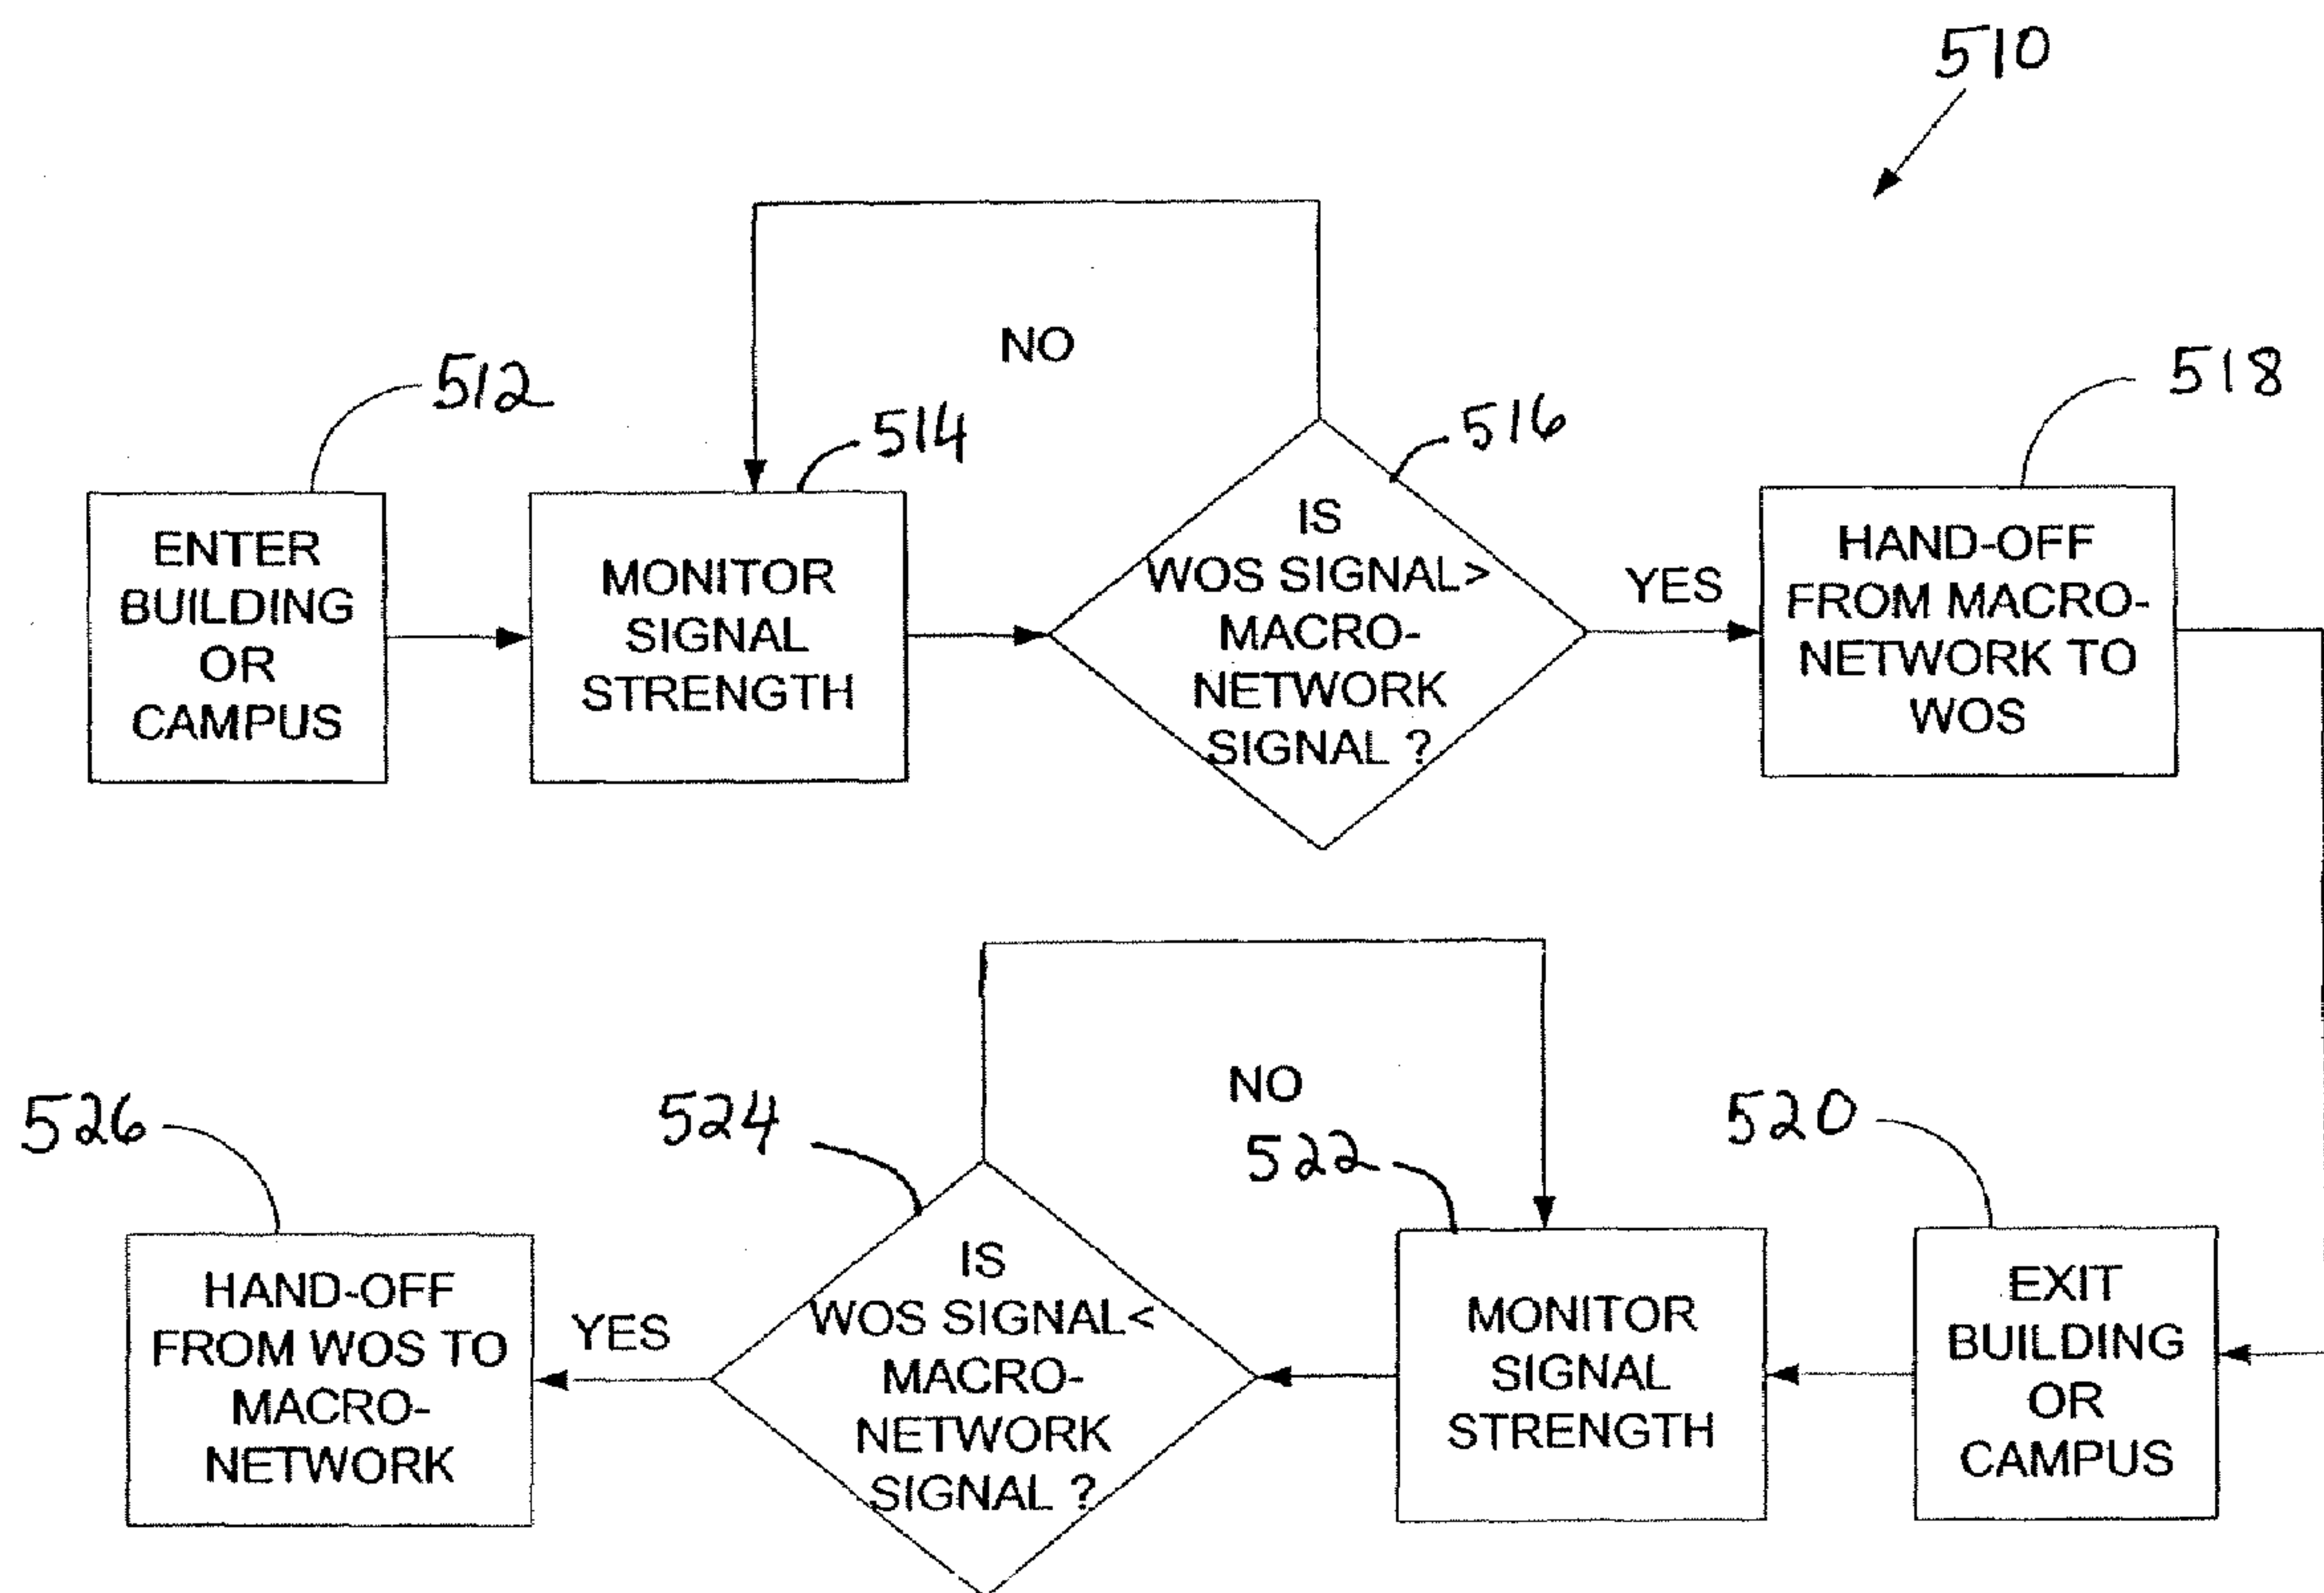 510
NO
512
514
516
518
ENTER
BUILDING
OR
CAMPUS
MONITOR
SIGNAL
STRENGTH
IS
WOS SIGNAL>
MACRO-
NETWORK
SIGNAL ?
YES
HAND-OFF
FROM MACRO-
NETWORK TO
WOS
NO
526
524
522
520
HAND-OFF
FROM WOS TO
MACRO-
NETWORK
YES
IS
WOS SIGNAL<
MACRO-
NETWORK
SIGNAL ?
MONITOR
SIGNAL
STRENGTH
EXIT
BUILDING
OR
CAMPUS